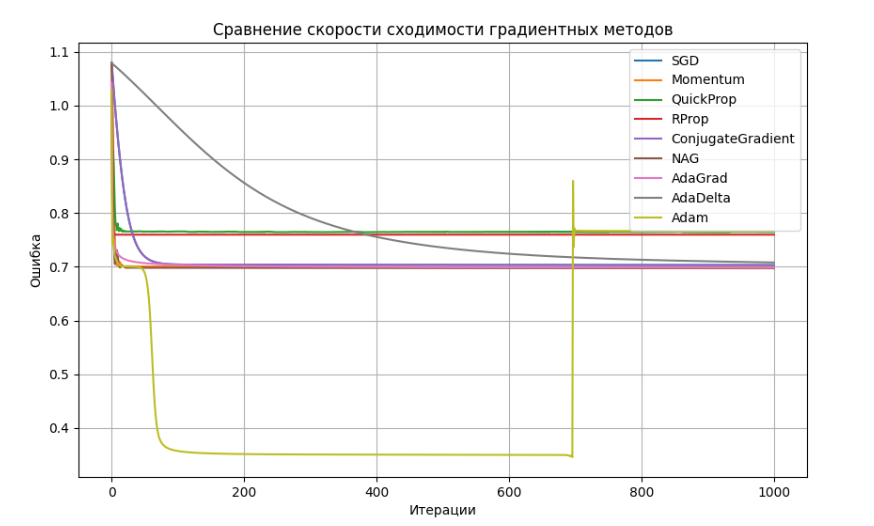 Сравнение скорости сходимости градиентных методов
1.1
1.0
0.9
0.8
0.7
0.6
0.5
0.4
Ошибка
SGD
Momentum
QuickProp
RProp
ConjugateGradient
NAG
AdaGrad
AdaDelta
Adam
0 200 400 600 800 1000
Итерации